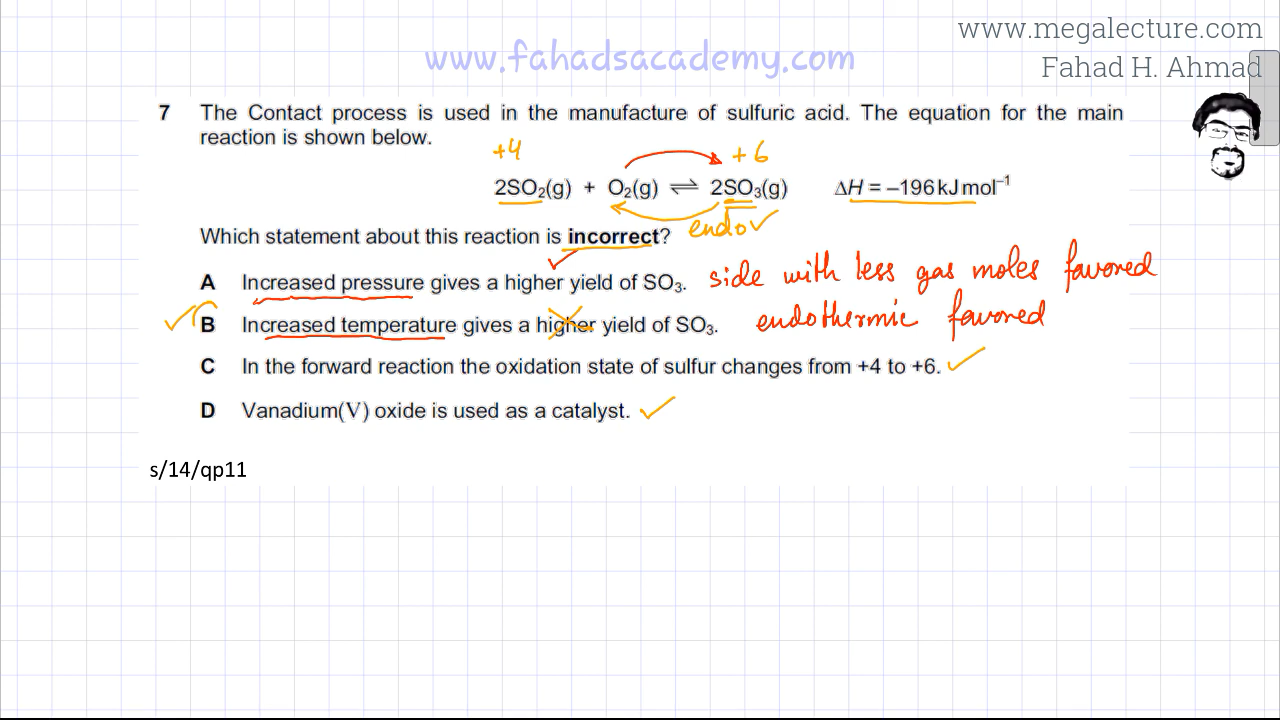 www.megalecture.com
www.fahadsacademy.com
Fahad H. Ahmad
7 The Contact process is used in the manufacture of sulfuric acid. The equation for the main
reaction is shown below.
+4 +6
2SO₂(g) + O₂(g) ⇌ 2SO₃(g) ΔH = –196 kJ mol⁻¹
endo ✓
Which statement about this reaction is incorrect?
A Increased pressure gives a higher yield of SO₃. side with less gas moles favored
B Increased temperature gives a higher yield of SO₃. endothermic favored
C In the forward reaction the oxidation state of sulfur changes from +4 to +6. ✓
D Vanadium(V) oxide is used as a catalyst. ✓
s/14/qp11